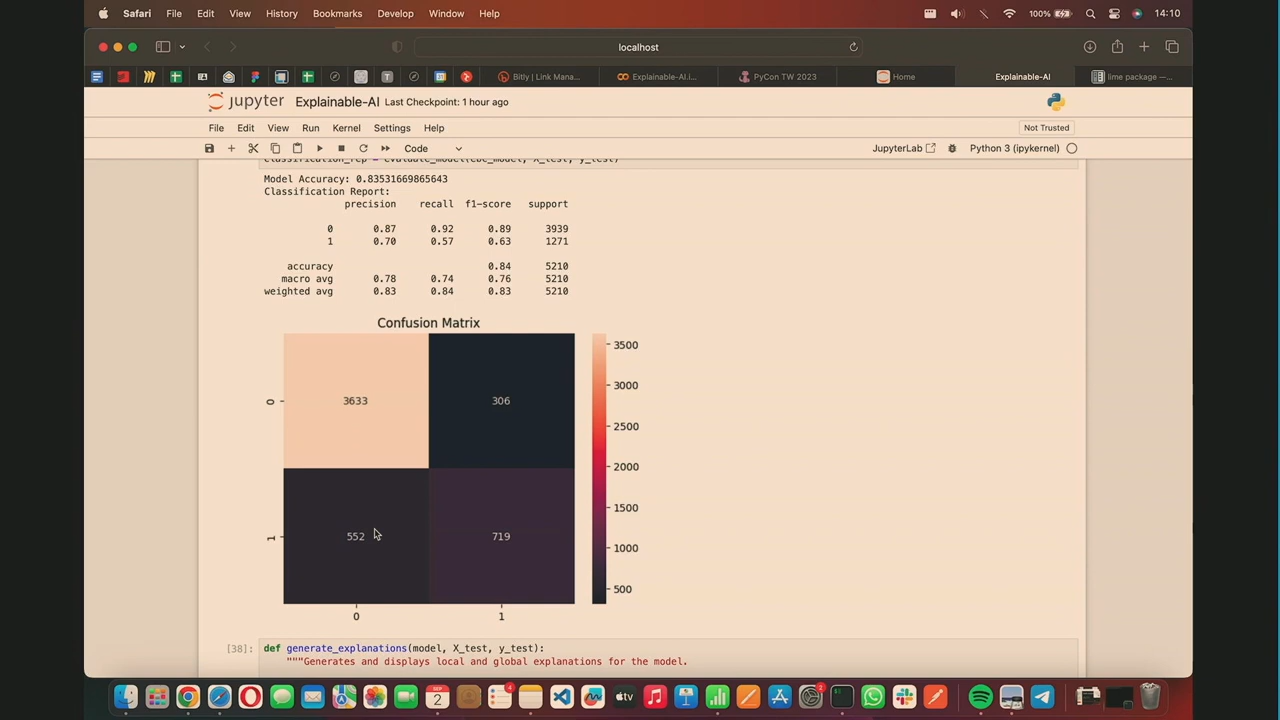 Safari File Edit View History Bookmarks Develop Window Help 100% 14:10
localhost
Bitly | Link Mana... Explainable-AI.i... PyCon TW 2023 Home Explainable-AI lime package —...
jupyter Explainable-AI Last Checkpoint: 1 hour ago
File Edit View Run Kernel Settings Help Not Trusted
Code JupyterLab Python 3 (ipykernel)
classification_rep = evaluate_model(ebc_model, X_test, y_test)
Model Accuracy: 0.83531669865643
Classification Report:
precision recall f1-score support
0 0.87 0.92 0.89 3939
1 0.70 0.57 0.63 1271
accuracy 0.84 5210
macro avg 0.78 0.74 0.76 5210
weighted avg 0.83 0.84 0.83 5210
Confusion Matrix
3500
3000
0 3633 306
2500
2000
1500
1 552 719
1000
500
0 1
[38]: def generate_explanations(model, X_test, y_test):
"""Generates and displays local and global explanations for the model.